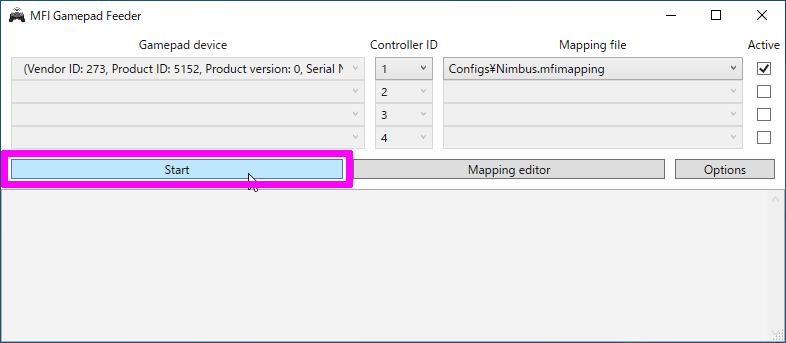 MFI Gamepad Feeder
Gamepad device Controller ID Mapping file Active
(Vendor ID: 273, Product ID: 5152, Product version: 0, Serial 1 Configs¥Nimbus.mfimapping
2
3
4
Start Mapping editor Options